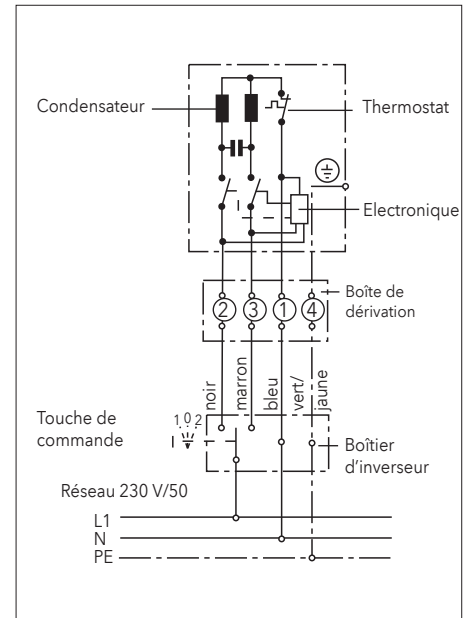 Condensateur
Thermostat
Electronique
Boîte de
dérivation
2 3 1 4
noir
marron
bleu
vert/
jaune
Touche de
commande
1 0 2
Boîtier
d'inverseur
Réseau 230 V/50
L1
N
PE